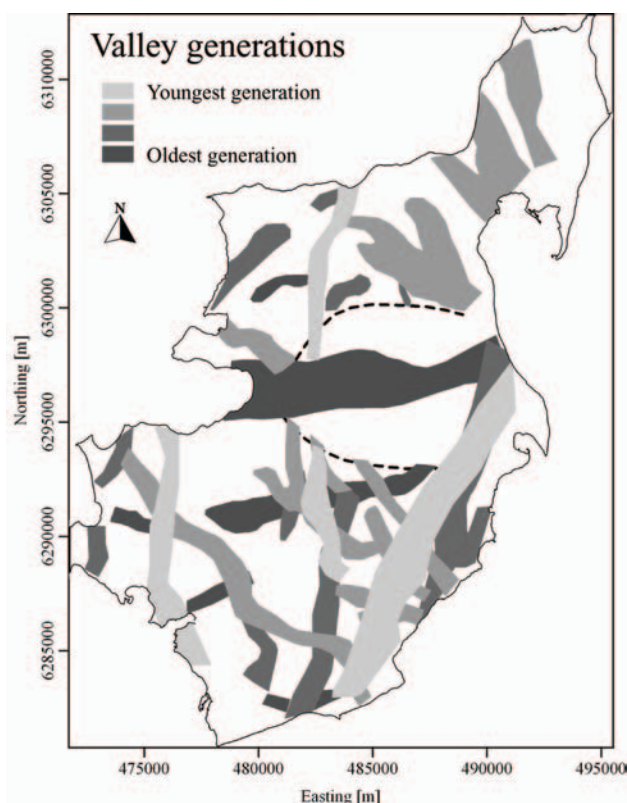 Valley generations
Youngest generation
Oldest generation
N
Northing [m]
6310000
6305000
6300000
6295000
6290000
6285000
475000 480000 485000 490000 495000
Easting [m]